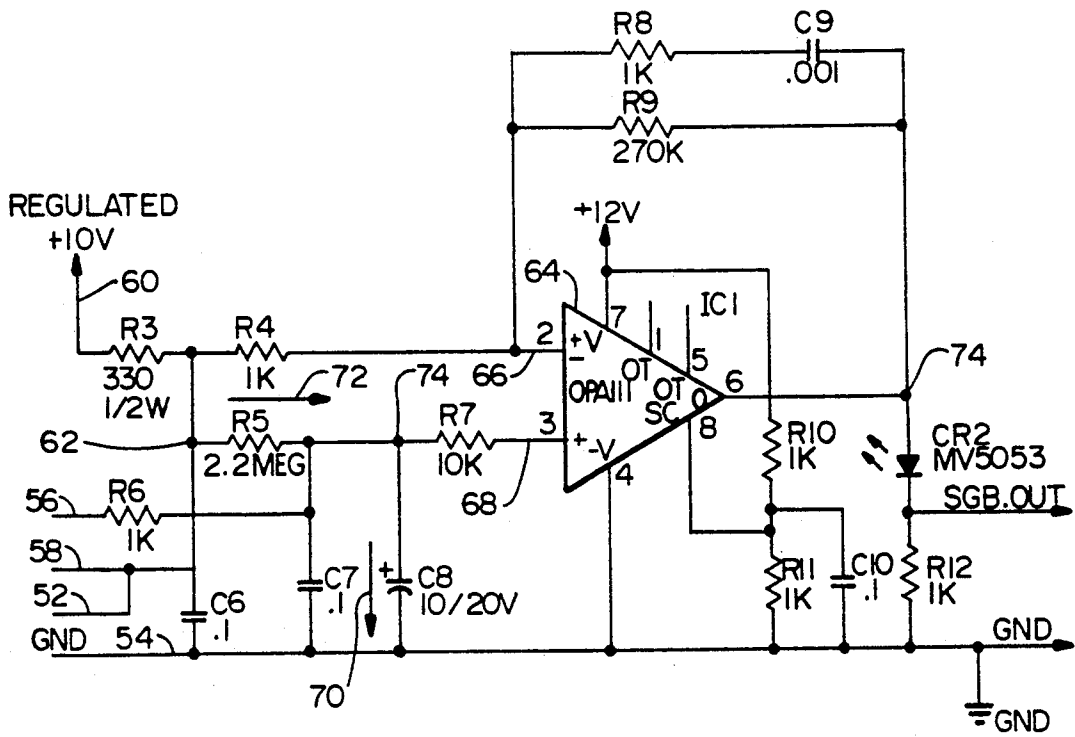 R8
1K
C9
.001
R9
270K
REGULATED
+10V
60
+12V
64
IC1
R3
330
1/2W
R4
1K
72
74
66
2
+V
-
7
1
OT
5
OT
OPA111
SC
0
6
8
74
62
R5
2.2MEG
R7
10K
3
+
-V
4
68
R10
1K
CR2
MV5053
SGB.OUT
56
R6
1K
58
52
GND
54
C6
.1
C7
.1
70
+
C8
10/20V
R11
1K
C10
.1
R12
1K
GND
GND